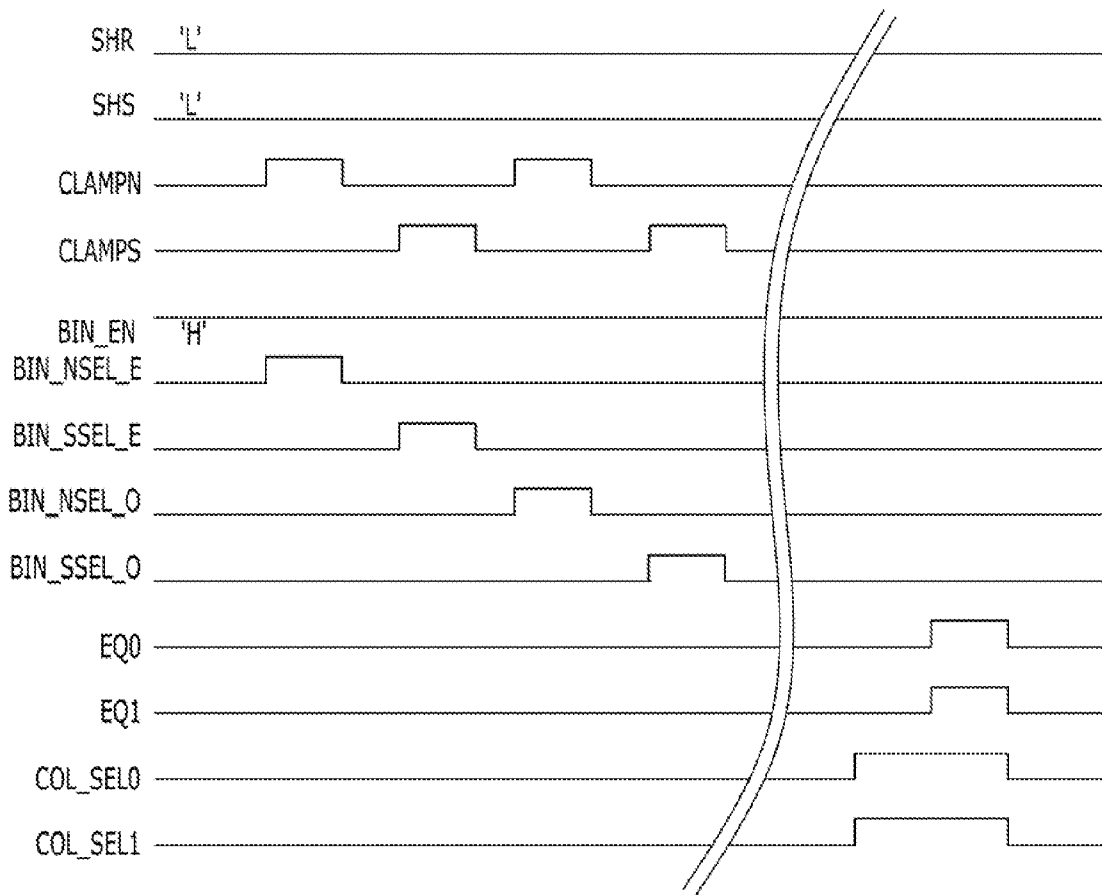 SHR 'L'
SHS 'L'
CLAMPN
CLAMPS
BIN_EN 'H'
BIN_NSEL_E
BIN_SSEL_E
BIN_NSEL_O
BIN_SSEL_O
EQ0
EQ1
COL_SEL0
COL_SEL1